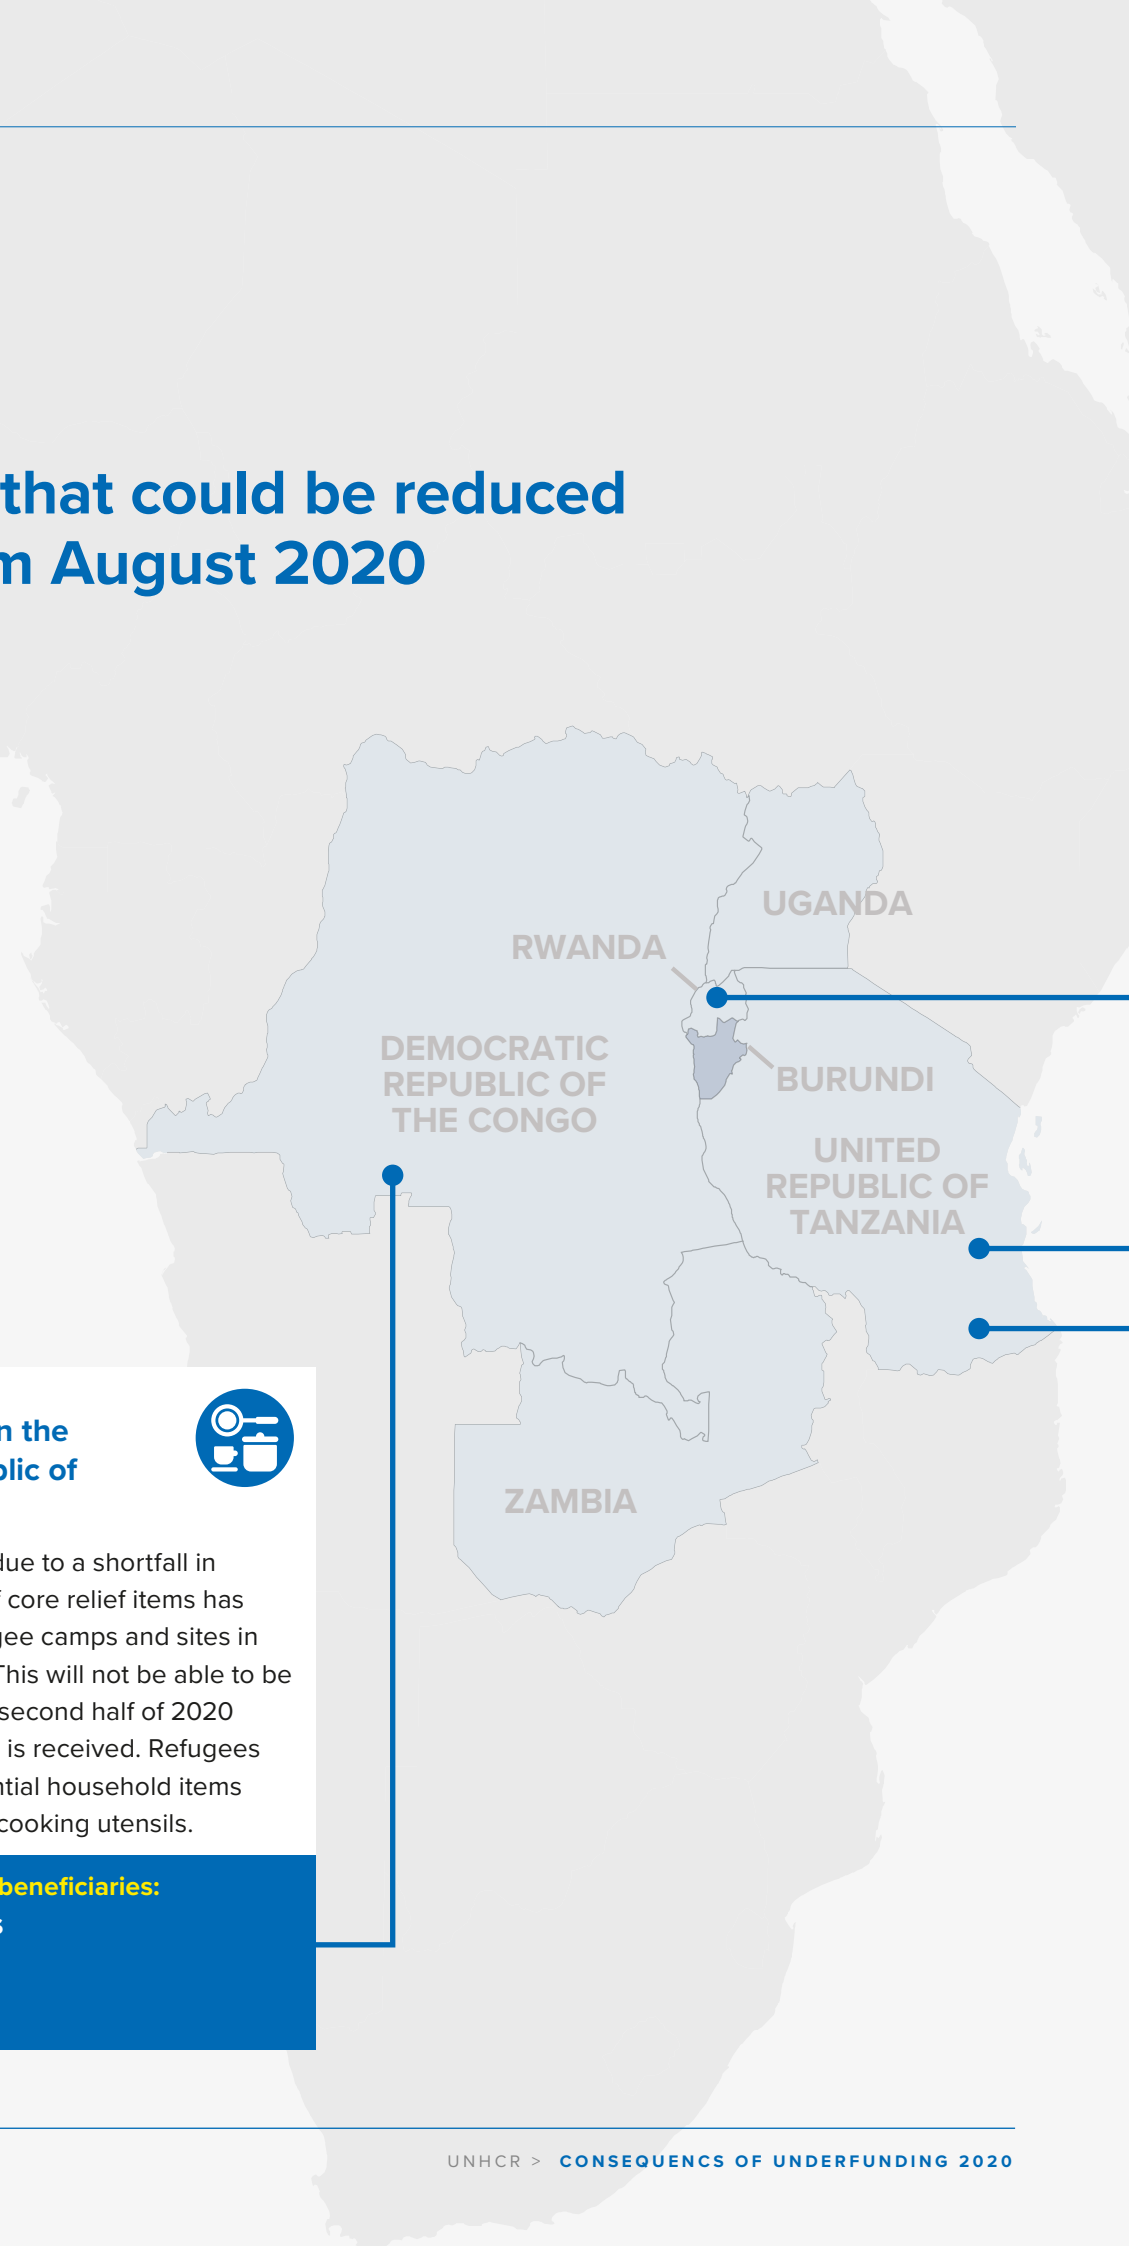 that could be reduced
m August 2020
UGANDA
RWANDA
DEMOCRATIC
REPUBLIC OF
THE CONGO
BURUNDI
UNITED
REPUBLIC OF
TANZANIA
ZAMBIA
n the
blic of
due to a shortfall in
f core relief items has
gee camps and sites in
This will not be able to be
second half of 2020
is received. Refugees
ntial household items
cooking utensils.
beneficiaries:
s
UNHCR > CONSEQUENCS OF UNDERFUNDING 2020